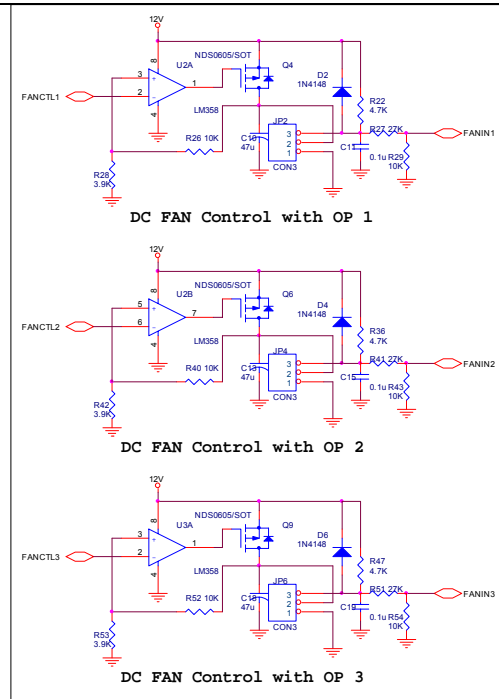 12V
NDS0605/SOT
U2A
Q4
8
3
1
2
4
FANCTL1
LM358
D2
1N4148
R22
4.7K
JP2
3
2
1
CON3
R26 10K
C10
47u
R27 27K
FANIN1
C11
0.1u
R29
10K
R28
3.9K
DC FAN Control with OP 1
12V
NDS0605/SOT
U2B
Q6
8
5
7
6
4
FANCTL2
LM358
D4
1N4148
R36
4.7K
JP4
3
2
1
CON3
R40 10K
C13
47u
R41 27K
FANIN2
C15
0.1u
R43
10K
R42
3.9K
DC FAN Control with OP 2
12V
NDS0605/SOT
U3A
Q9
8
3
1
2
4
FANCTL3
LM358
D6
1N4148
R47
4.7K
JP6
3
2
1
CON3
R52 10K
C18
47u
R51 27K
FANIN3
C19
0.1u
R54
10K
R53
3.9K
DC FAN Control with OP 3